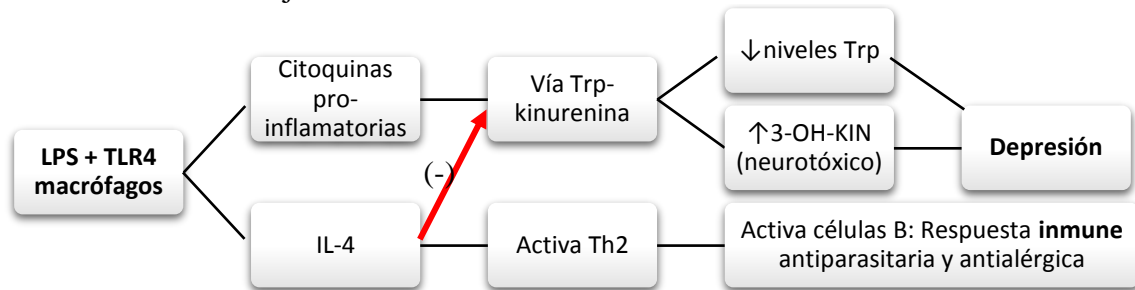 LPS + TLR4
macrófagos
Citoquinas
pro-
inflamatorias
Vía Trp-
kinurenina
↓niveles Trp
↑3-OH-KIN
(neurotóxico)
Depresión
(-)
IL-4
Activa Th2
Activa células B: Respuesta inmune
antiparasitaria y antialérgica